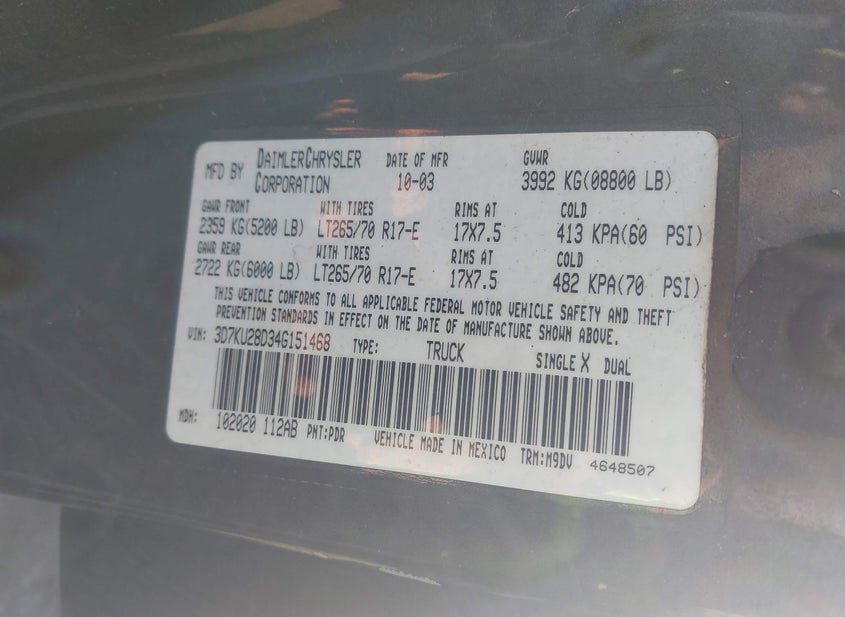 MFD BY DAIMLERCHRYSLER CORPORATION DATE OF MFR 10-03 GVWR 3992 KG(08800 LB)
GAWR FRONT WITH TIRES RIMS AT COLD
2359 KG(5200 LB) LT265/70 R17-E 17X7.5 413 KPA(60 PSI)
GAWR REAR WITH TIRES RIMS AT COLD
2722 KG(6000 LB) LT265/70 R17-E 17X7.5 482 KPA(70 PSI)
THIS VEHICLE CONFORMS TO ALL APPLICABLE FEDERAL MOTOR VEHICLE SAFETY AND THEFT
PREVENTION STANDARDS IN EFFECT ON THE DATE OF MANUFACTURE SHOWN ABOVE.
VIN: 3D7KU28D34G151468 TYPE: TRUCK SINGLE X DUAL
MDH: 102020 112AB PNT:PDR VEHICLE MADE IN MEXICO TRM:M9DV 4648507